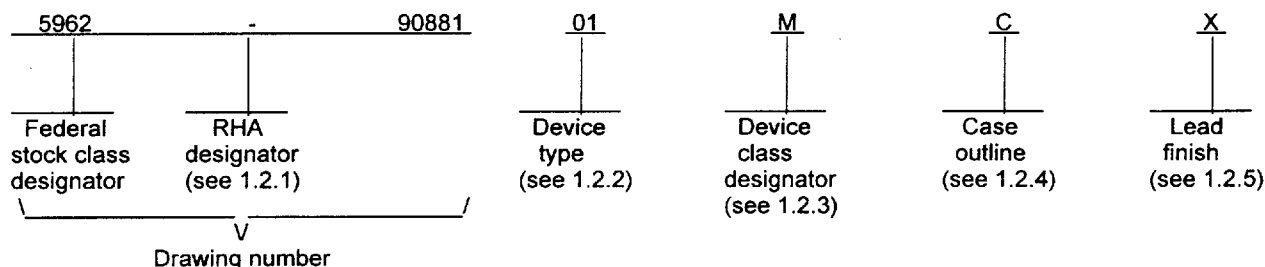 5962 - 90881 01 M C X
Federal stock class designator
RHA designator (see 1.2.1)
Device type (see 1.2.2)
Device class designator (see 1.2.3)
Case outline (see 1.2.4)
Lead finish (see 1.2.5)
\ /
V
Drawing number